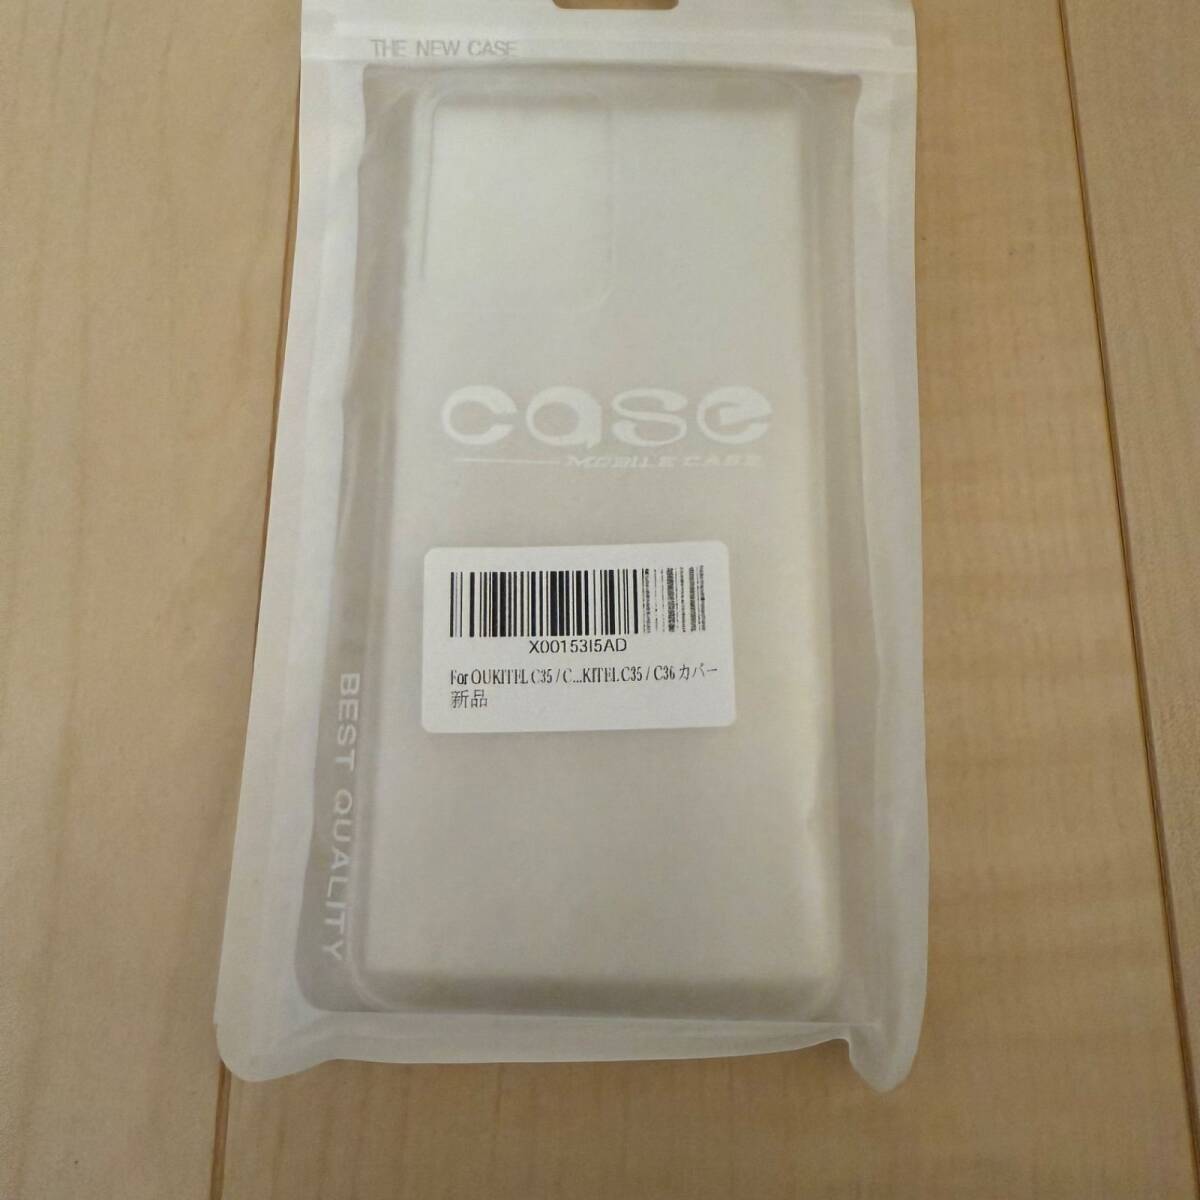 THE NEW CASE
case
MOBILE CASE
X00153I5AD
For OUKITEL C35 / C...KITEL C35 / C36 カバー
新品
BEST QUALITY